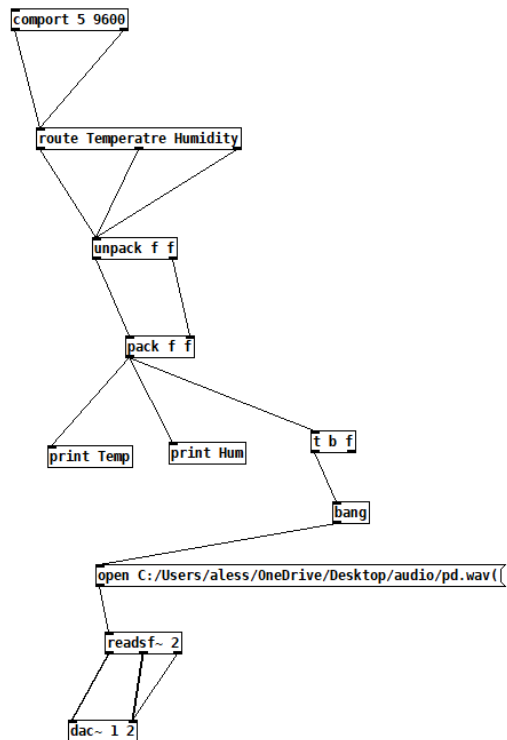 comport 5 9600
route Temperatre Humidity
unpack f f
pack f f
print Temp
print Hum
t b f
bang
open C:/Users/aless/OneDrive/Desktop/audio/pd.wav(
readsf~ 2
dac~ 1 2